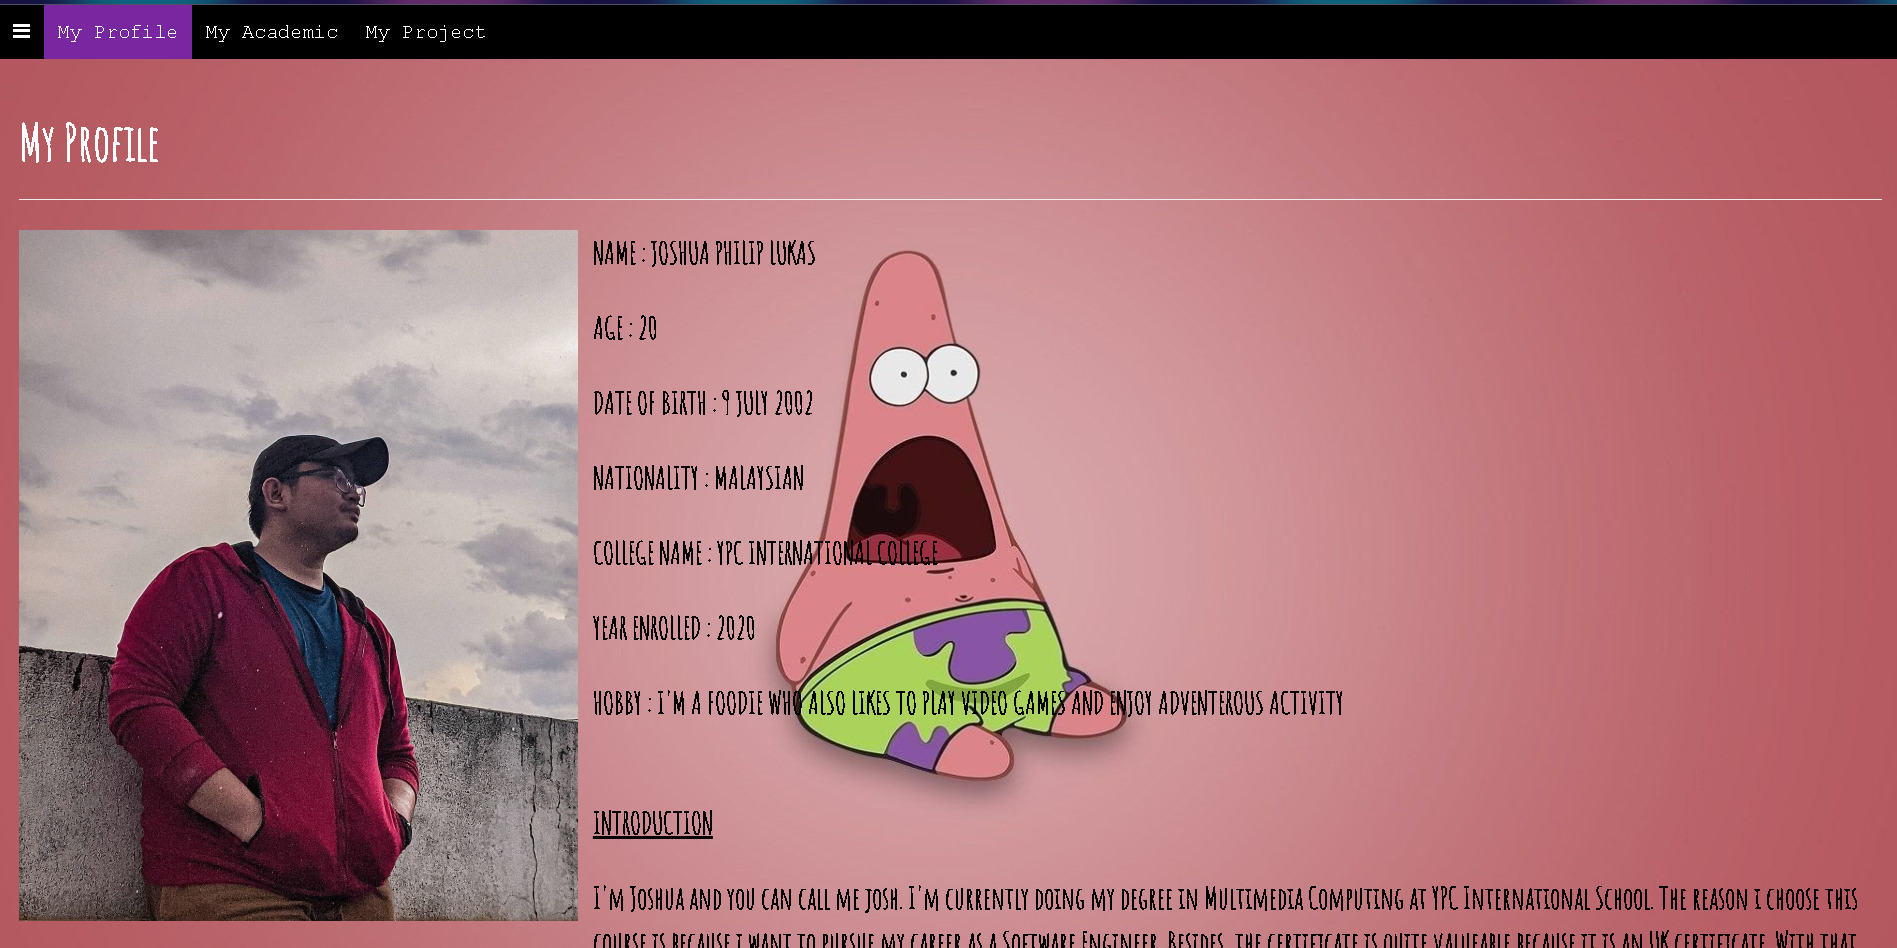 My Profile My Academic My Project
My Profile
NAME : JOSHUA PHILIP LUKAS
AGE : 20
DATE OF BIRTH : 9 JULY 2002
NATIONALITY : MALAYSIAN
COLLEGE NAME : YPC INTERNATIONAL COLLEGE
YEAR ENROLLED : 2020
HOBBY : I'M A FOODIE WHO ALSO LIKES TO PLAY VIDEO GAMES AND ENJOY ADVENTEROUS ACTIVITY
INTRODUCTION
I'm Joshua and you can call me josh. I'm currently doing my degree in Multimedia Computing at YPC International School. The reason i choose this
course is because i want to pursue my career as a Software Engineer. Besides, the certificate is quite valueable because it is an UK certificate. With that